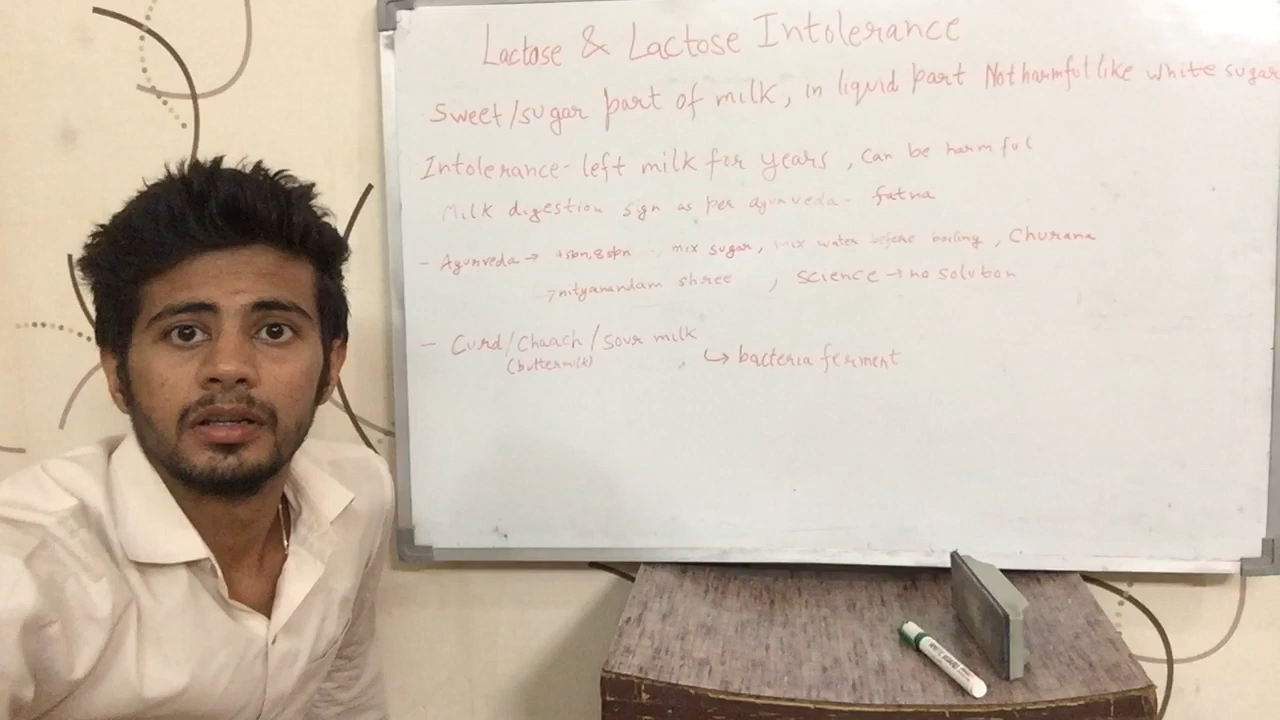 Lactose & Lactose Intolerance
Sweet/sugar part of milk, in liquid part Not harmful like white sugar
Intolerance - left milk for years, can be harmful
Milk digestion sign as per ayurveda -
- Ayurveda → mix sugar, mix water before boiling, Churana
nityanandam shree, science → no solution
- Curd/Chaach/Sour milk
(buttermilk) ↳ bacteria ferment